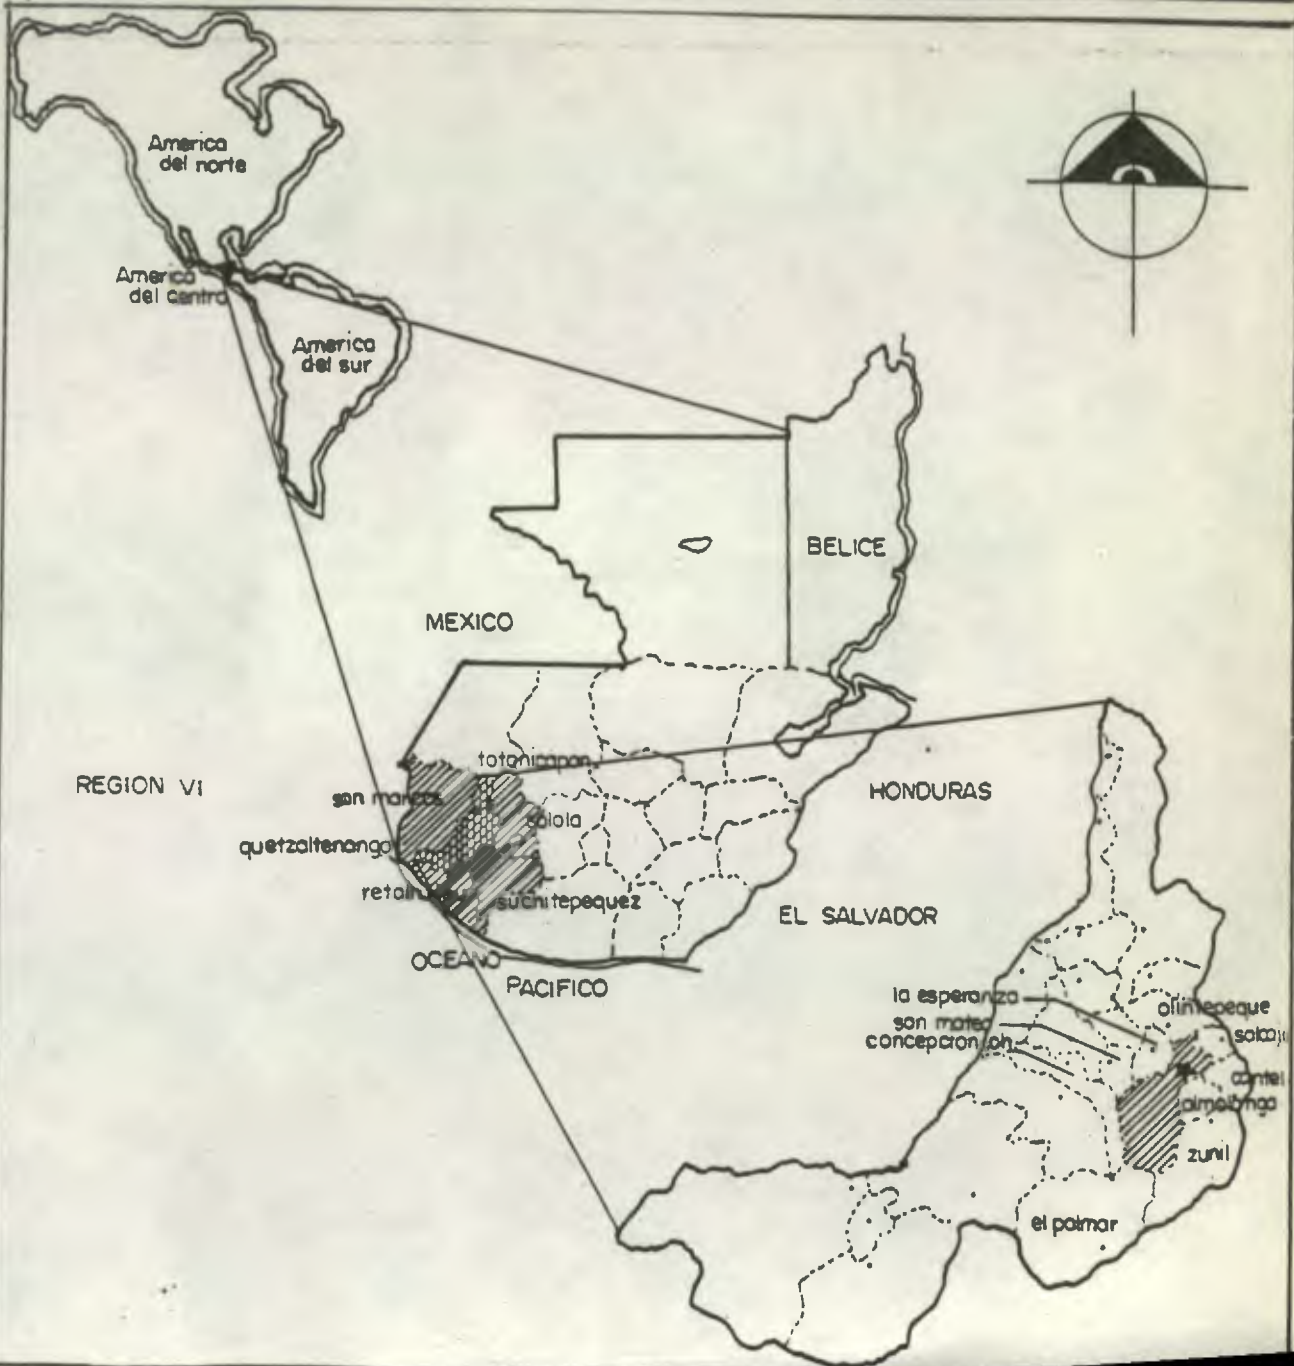 America
del norte
America
del centro
America
del sur
BELICE
MEXICO
totonicapan
REGION VI
san marcos
HONDURAS
solola
quetzaltenango
suchitepequez
EL SALVADOR
OCEANO
PACIFICO
la esperanza
olintepeque
san mateo
concepcion ch.
cantel
almolonga
zunil
el palmar